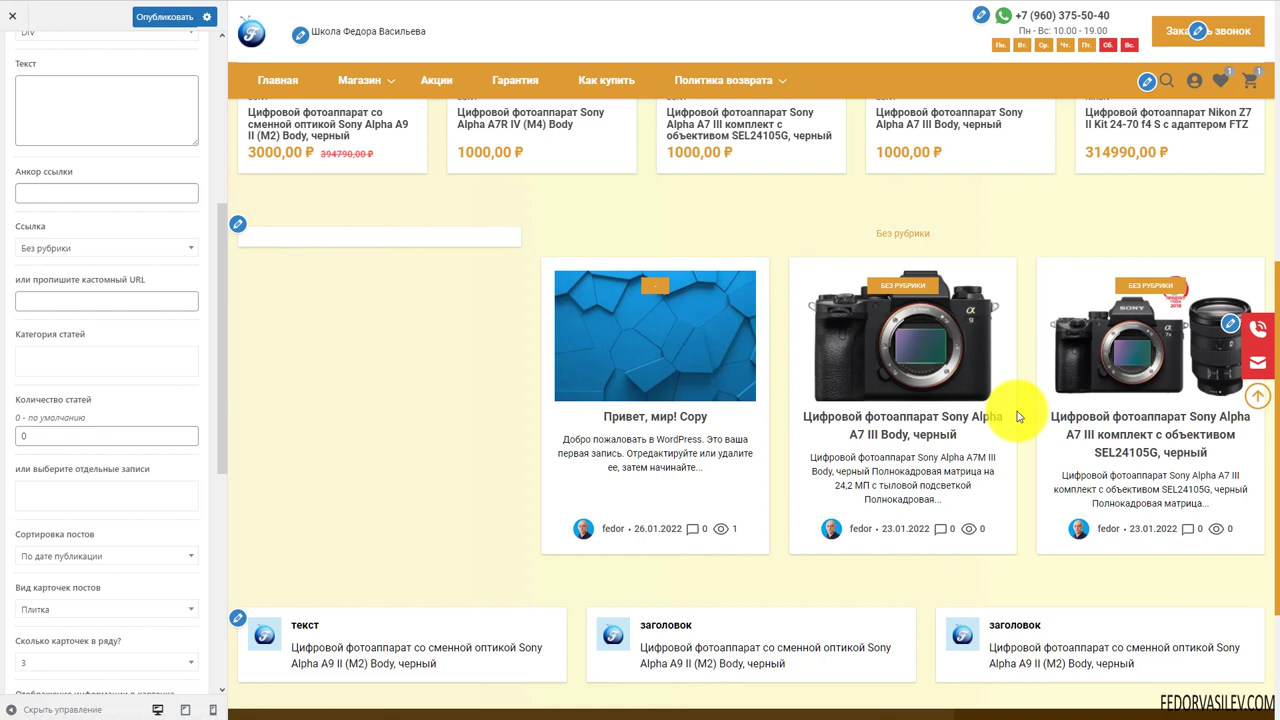 Опубликовать
Школа Федора Васильева
+7 (960) 375-50-40
Пн - Вс: 10.00 - 19.00
Пн. Вт. Ср. Чт. Пт. Сб. Вс.
Главная Магазин Акции Гарантия Как купить Политика возврата
1 1
DIV
Текст
Анкор ссылки
Ссылка
Без рубрики
или пропишите кастомный URL
Категория статей
Количество статей
0 - по умолчанию
0
или выберите отдельные записи
Сортировка постов
По дате публикации
Вид карточек постов
Плитка
Сколько карточек в ряду?
3
Отображение информации в карточке
Скрыть управление
Цифровой фотоаппарат со
сменной оптикой Sony Alpha A9
II (M2) Body, черный
3000,00 ₽ 394790,00 ₽
Цифровой фотоаппарат Sony
Alpha A7R IV (M4) Body
1000,00 ₽
Цифровой фотоаппарат Sony
Alpha A7 III комплект с
объективом SEL24105G, черный
1000,00 ₽
Цифровой фотоаппарат Sony
Alpha A7 III Body, черный
1000,00 ₽
Цифровой фотоаппарат Nikon Z7
II Kit 24-70 f4 S с адаптером FTZ
314990,00 ₽
Без рубрики
-
Привет, мир! Copy
Добро пожаловать в WordPress. Это ваша
первая запись. Отредактируйте или удалите
ее, затем начинайте...
fedor • 26.01.2022 0 1
БЕЗ РУБРИКИ
Цифровой фотоаппарат Sony Alpha
A7 III Body, черный
Цифровой фотоаппарат Sony Alpha A7M III
Body, черный Полнокадровая матрица на
24,2 МП с тыловой подсветкой
Полнокадровая...
fedor • 23.01.2022 0 0
БЕЗ РУБРИКИ
SONY
Цифровой фотоаппарат Sony Alpha
A7 III комплект с объективом
SEL24105G, черный
Цифровой фотоаппарат Sony Alpha A7 III
комплект с объективом SEL24105G, черный
Полнокадровая матрица...
fedor • 23.01.2022 0 0
текст
Цифровой фотоаппарат со сменной оптикой Sony
Alpha A9 II (M2) Body, черный
заголовок
Цифровой фотоаппарат со сменной оптикой Sony
Alpha A9 II (M2) Body, черный
заголовок
Цифровой фотоаппарат со сменной оптикой Sony
Alpha A9 II (M2) Body, черный
FEDORVASILEV.COM